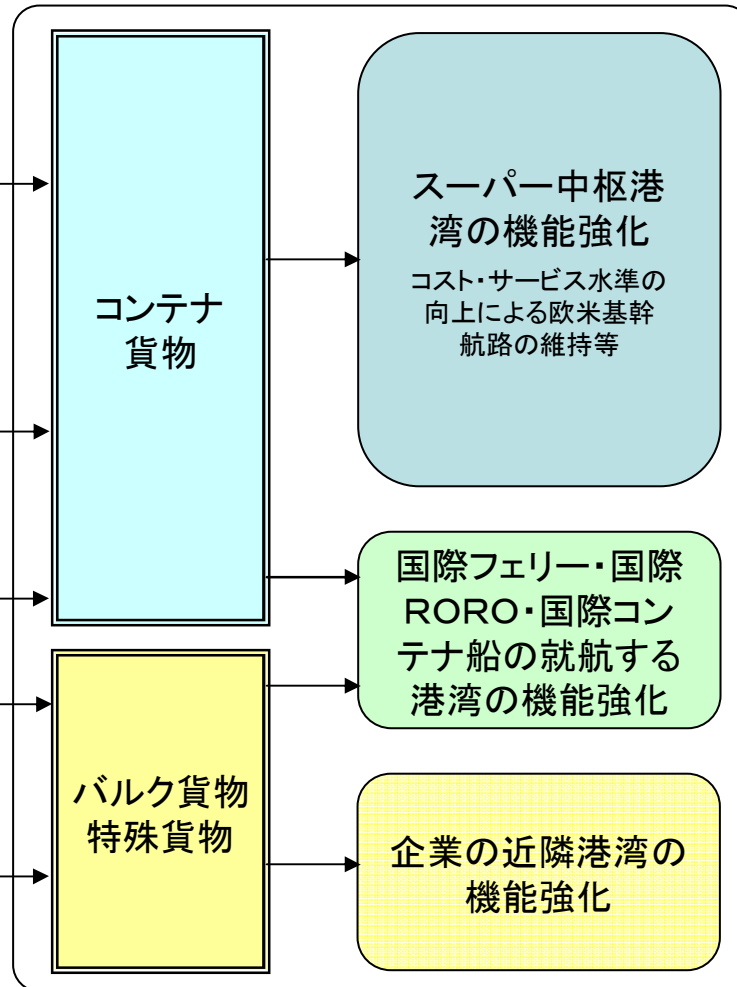 コンテナ
貨物
スーパー中枢港
湾の機能強化
コスト・サービス水準の
向上による欧米基幹
航路の維持等
国際フェリー・国際
RORO・国際コン
テナ船の就航する
港湾の機能強化
バルク貨物
特殊貨物
企業の近隣港湾の
機能強化